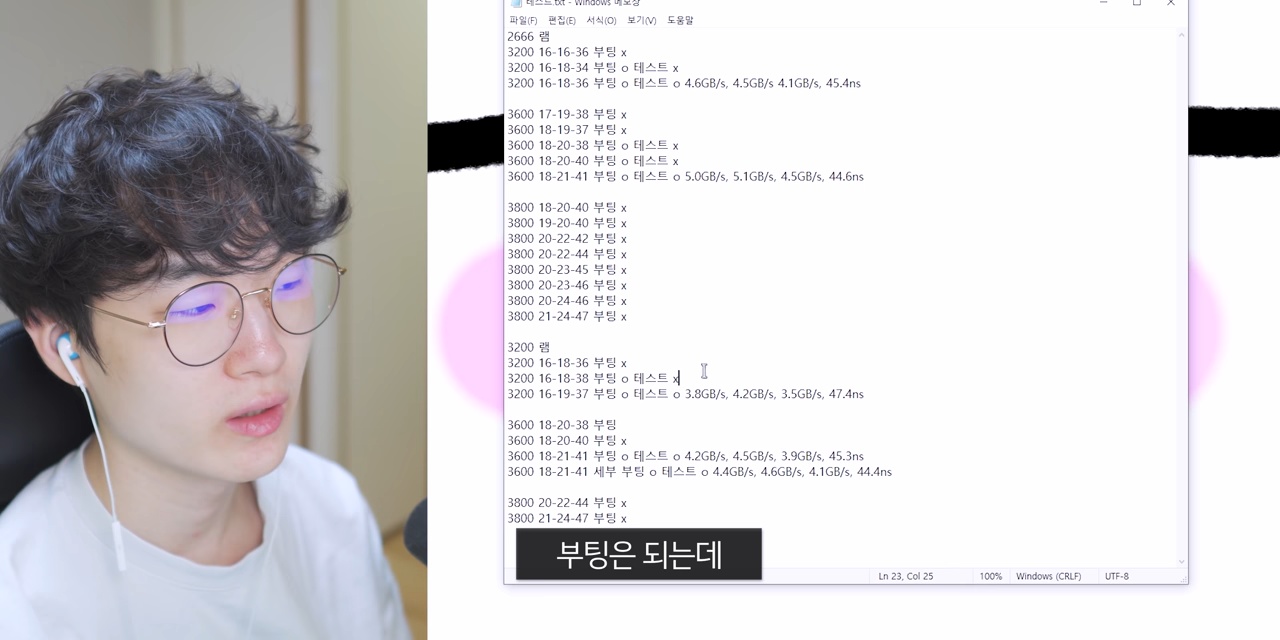 테스트.txt - Windows 메모장
파일(F) 편집(E) 서식(O) 보기(V) 도움말
2666 램
3200 16-16-36 부팅 x
3200 16-18-34 부팅 o 테스트 x
3200 16-18-36 부팅 o 테스트 o 4.6GB/s, 4.5GB/s 4.1GB/s, 45.4ns
3600 17-19-38 부팅 x
3600 18-19-37 부팅 x
3600 18-20-38 부팅 o 테스트 x
3600 18-20-40 부팅 o 테스트 x
3600 18-21-41 부팅 o 테스트 o 5.0GB/s, 5.1GB/s, 4.5GB/s, 44.6ns
3800 18-20-40 부팅 x
3800 19-20-40 부팅 x
3800 20-22-42 부팅 x
3800 20-22-44 부팅 x
3800 20-23-45 부팅 x
3800 20-23-46 부팅 x
3800 20-24-46 부팅 x
3800 21-24-47 부팅 x
3200 램
3200 16-18-36 부팅 x
3200 16-18-38 부팅 o 테스트 x
3200 16-19-37 부팅 o 테스트 o 3.8GB/s, 4.2GB/s, 3.5GB/s, 47.4ns
3600 18-20-38 부팅
3600 18-20-40 부팅 x
3600 18-21-41 부팅 o 테스트 o 4.2GB/s, 4.5GB/s, 3.9GB/s, 45.3ns
3600 18-21-41 세부 부팅 o 테스트 o 4.4GB/s, 4.6GB/s, 4.1GB/s, 44.4ns
3800 20-22-44 부팅 x
3800 21-24-47 부팅 x
부팅은 되는데
Ln 23, Col 25 100% Windows (CRLF) UTF-8